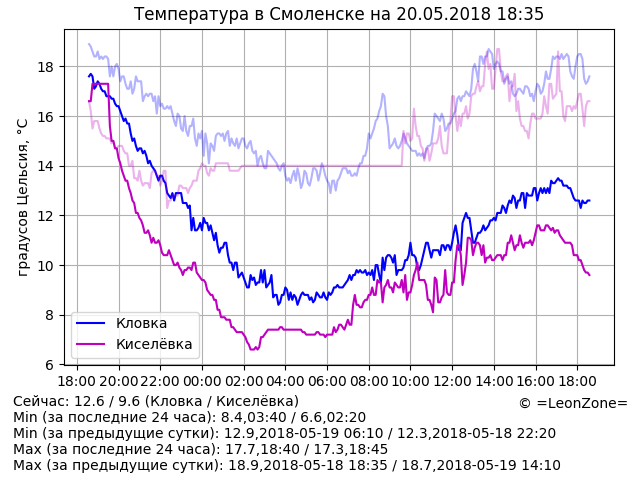 Температура в Смоленске на 20.05.2018 18:35
градусов Цельсия, °C
18
16
14
12
10
8
6
Кловка
Киселёвка
18:00 20:00 22:00 00:00 02:00 04:00 06:00 08:00 10:00 12:00 14:00 16:00 18:00
Сейчас: 12.6 / 9.6 (Кловка / Киселёвка)
© =LeonZone=
Min (за последние 24 часа): 8.4,03:40 / 6.6,02:20
Min (за предыдущие сутки): 12.9,2018-05-19 06:10 / 12.3,2018-05-18 22:20
Max (за последние 24 часа): 17.7,18:40 / 17.3,18:45
Max (за предыдущие сутки): 18.9,2018-05-18 18:35 / 18.7,2018-05-19 14:10